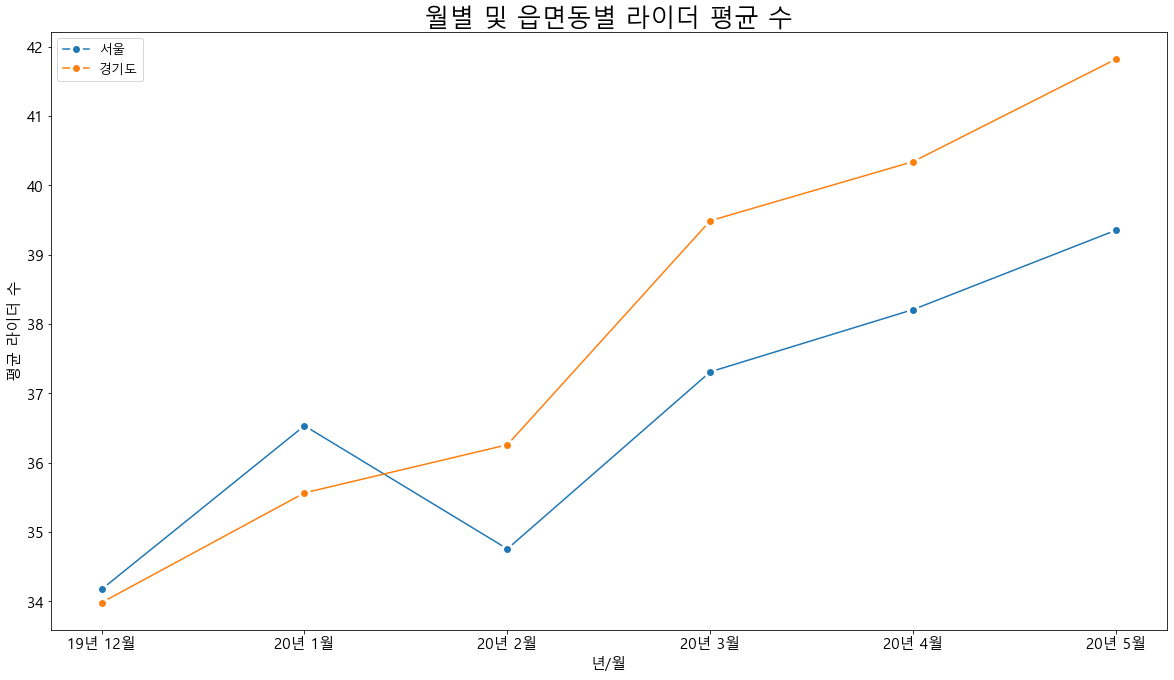 월별 및 읍면동별 라이더 평균 수
서울
경기도
평균 라이더 수
42
41
40
39
38
37
36
35
34
19년 12월
20년 1월
20년 2월
20년 3월
20년 4월
20년 5월
년/월